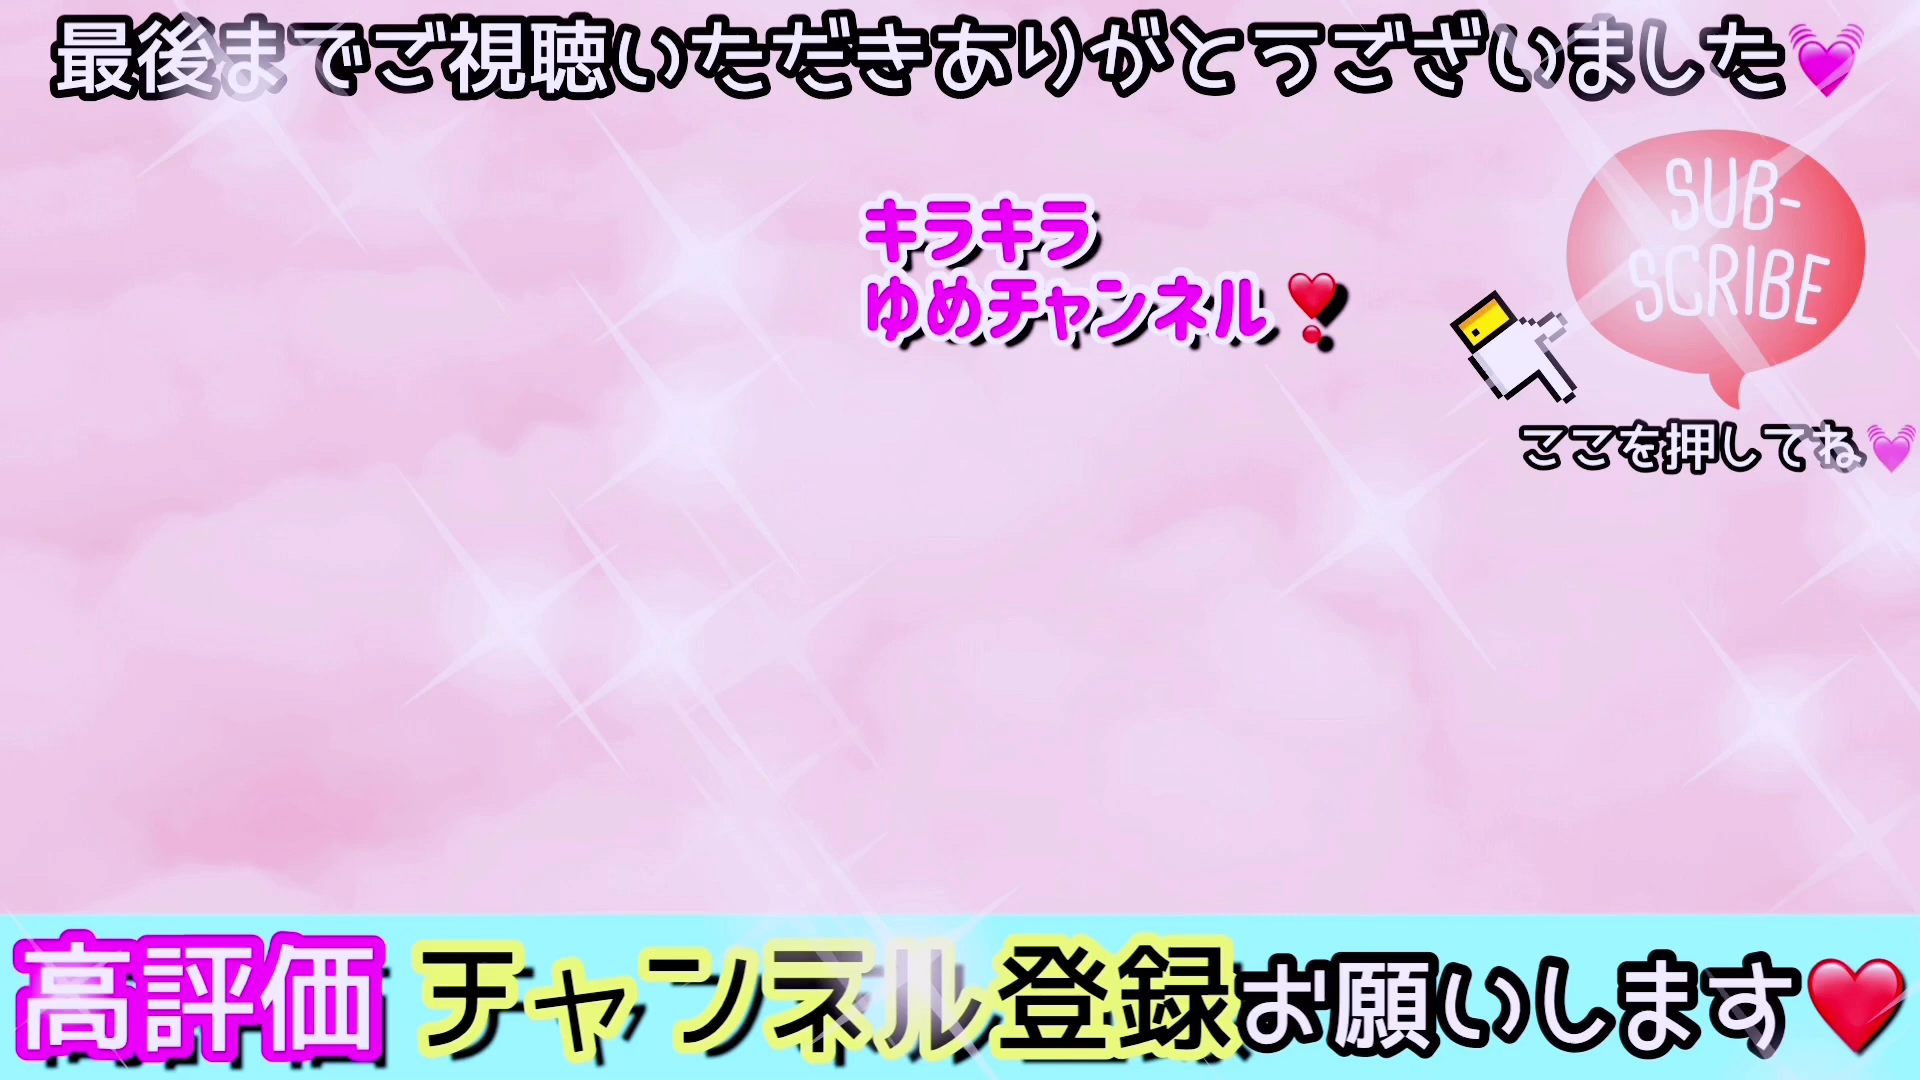 最後までご視聴いただきありがとうございました💓
キラキラ
ゆめチャンネル❣️
SUB-
SCRIBE
ここを押してね💓
高評価 チャンネル登録お願いします❤️